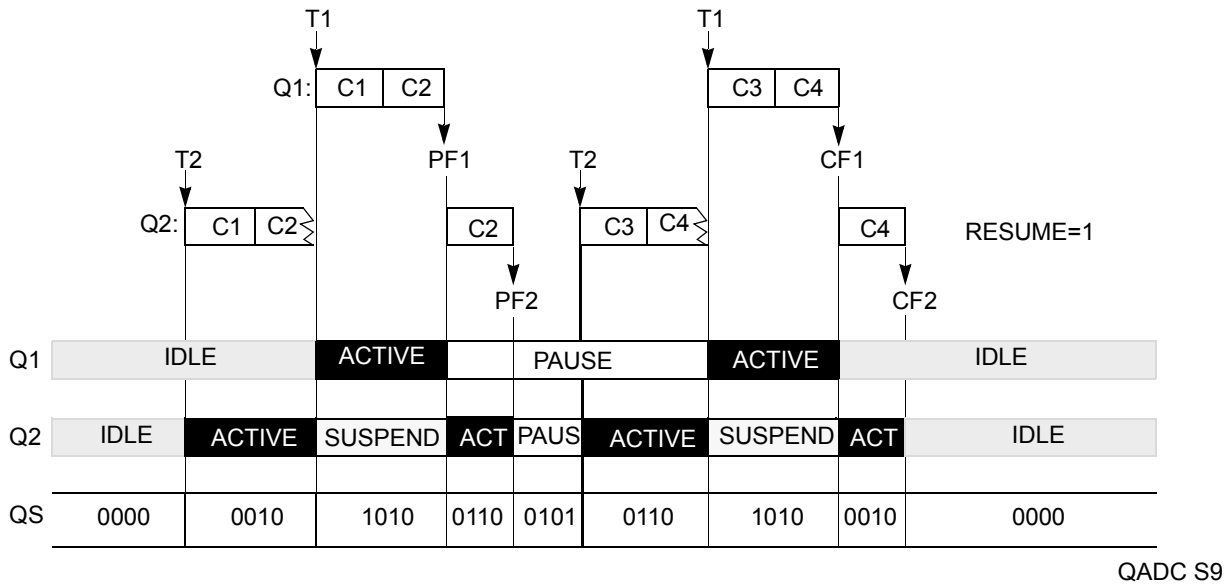 T1 T1
Q1: C1 C2 C3 C4
T2 PF1 T2 CF1
Q2: C1 C2 C2 C3 C4 C4 RESUME=1
PF2 CF2
Q1 IDLE ACTIVE PAUSE ACTIVE IDLE
Q2 IDLE ACTIVE SUSPEND ACT PAUS ACTIVE SUSPEND ACT IDLE
QS 0000 0010 1010 0110 0101 0110 1010 0010 0000
QADC S9